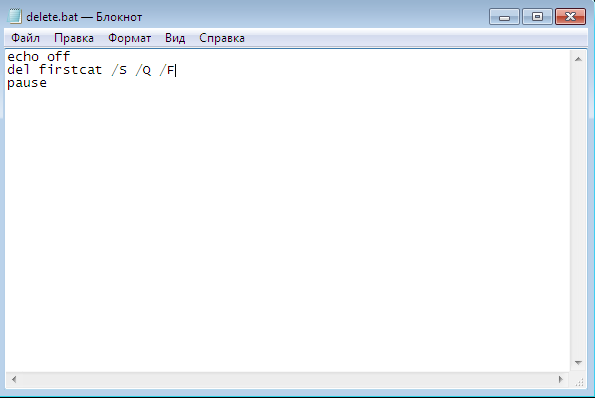 delete.bat — Блокнот
Файл Правка Формат Вид Справка
echo off
del firstcat /S /Q /F
pause